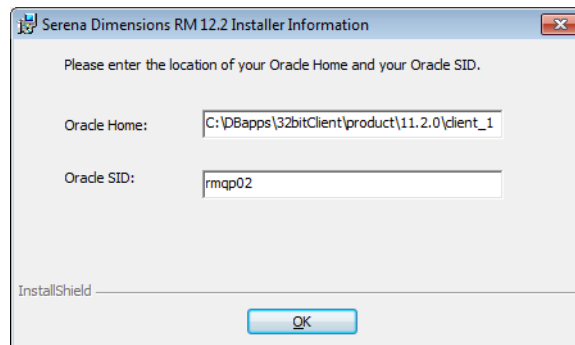 Serena Dimensions RM 12.2 Installer Information
Please enter the location of your Oracle Home and your Oracle SID.
Oracle Home: C:\DBapps\32bitClient\product\11.2.0\client_1
Oracle SID: rmqp02
InstallShield
OK